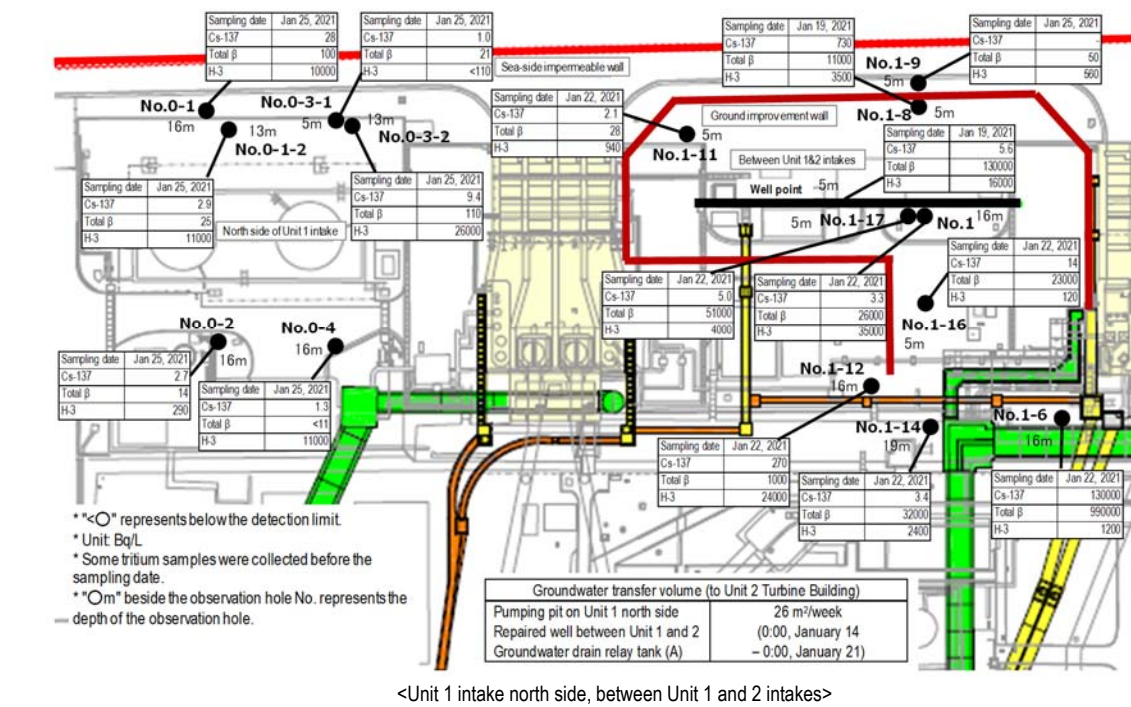 Sampling date Jan 25, 2021
Cs-137 28
Total β 100
H-3 10000
Sampling date Jan 25, 2021
Cs-137 1.0
Total β 21
H-3 <110
Sea-side impermeable wall
Sampling date Jan 19, 2021
Cs-137 730
Total β 11000
H-3 3500
Sampling date Jan 25, 2021
Cs-137 -
Total β 50
H-3 560
No.1-9
5m
No.0-1
16m
No.0-3-1
5m
13m
No.0-3-2
13m
No.0-1-2
Sampling date Jan 22, 2021
Cs-137 2.1
Total β 28
H-3 940
5m
No.1-11
Ground improvement wall
No.1-8
5m
Sampling date Jan 19, 2021
Cs-137 5.6
Total β 130000
H-3 16000
Between Unit 1&2 intakes
Well point 5m
Sampling date Jan 25, 2021
Cs-137 2.9
Total β 25
H-3 11000
North side of Unit 1 intake
Sampling date Jan 25, 2021
Cs-137 9.4
Total β 110
H-3 26000
5m No.1-17
No.1
16m
Sampling date Jan 22, 2021
Cs-137 14
Total β 23000
H-3 120
Sampling date Jan 22, 2021
Cs-137 5.0
Total β 51000
H-3 4000
Sampling date Jan 22, 2021
Cs-137 3.3
Total β 26000
H-3 35000
No.1-16
5m
No.0-2
16m
No.0-4
16m
Sampling date Jan 25, 2021
Cs-137 2.7
Total β 14
H-3 290
Sampling date Jan 25, 2021
Cs-137 1.3
Total β <11
H-3 11000
No.1-12
16m
No.1-14
19m
No.1-6
16m
Sampling date Jan 22, 2021
Cs-137 270
Total β 1000
H-3 24000
Sampling date Jan 22, 2021
Cs-137 3.4
Total β 32000
H-3 2400
Sampling date Jan 22, 2021
Cs-137 130000
Total β 990000
H-3 1200
* "<O" represents below the detection limit.
* Unit: Bq/L
* Some tritium samples were collected before the
sampling date.
* "Om" beside the observation hole No. represents the
depth of the observation hole.
Groundwater transfer volume (to Unit 2 Turbine Building)
Pumping pit on Unit 1 north side 26 m²/week
Repaired well between Unit 1 and 2 (0:00, January 14
Groundwater drain relay tank (A) – 0:00, January 21)
<Unit 1 intake north side, between Unit 1 and 2 intakes>